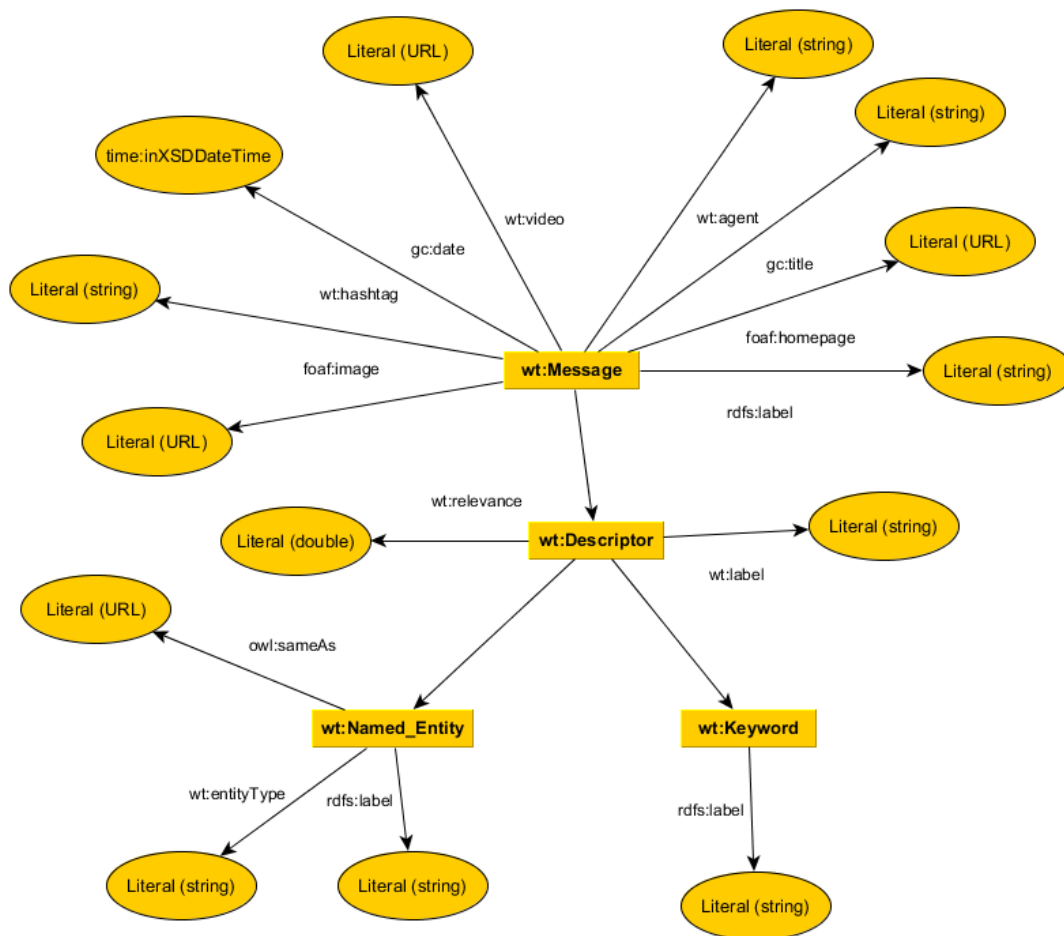 Literal (string)
Literal (URL)
Literal (string)
time:inXSDDateTime
wt:agent
wt:video
Literal (URL)
gc:date
gc:title
Literal (string)
wt:hashtag
foaf:homepage
foaf:image
wt:Message
Literal (string)
rdfs:label
Literal (URL)
wt:relevance
Literal (string)
Literal (double)
wt:Descriptor
wt:label
Literal (URL)
owl:sameAs
wt:Named_Entity
wt:Keyword
wt:entityType
rdfs:label
rdfs:label
Literal (string)
Literal (string)
Literal (string)